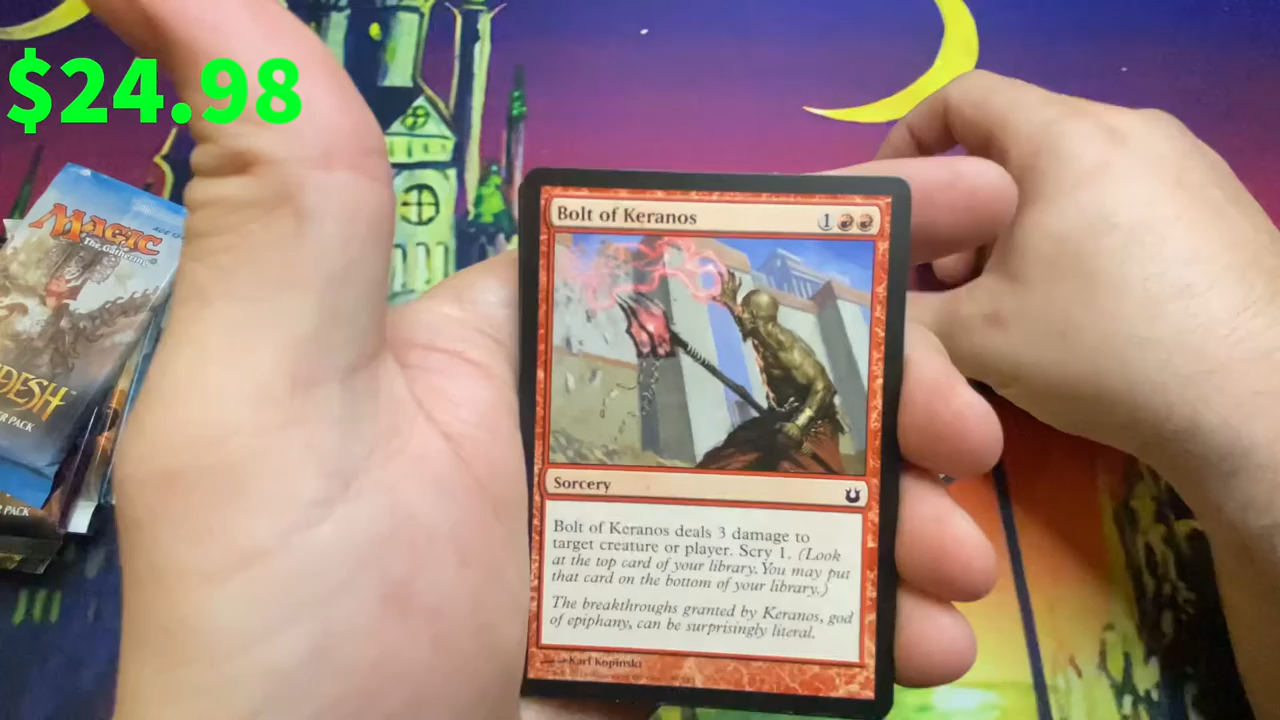 $24.98
MAGIC
The Gathering
DESH
R PACK
R PACK
Bolt of Keranos 1
Sorcery
Bolt of Keranos deals 3 damage to
target creature or player. Scry 1. (Look
at the top card of your library. You may put
that card on the bottom of your library.)
The breakthroughs granted by Keranos, god
of epiphany, can be surprisingly literal.
Karl Kopinski